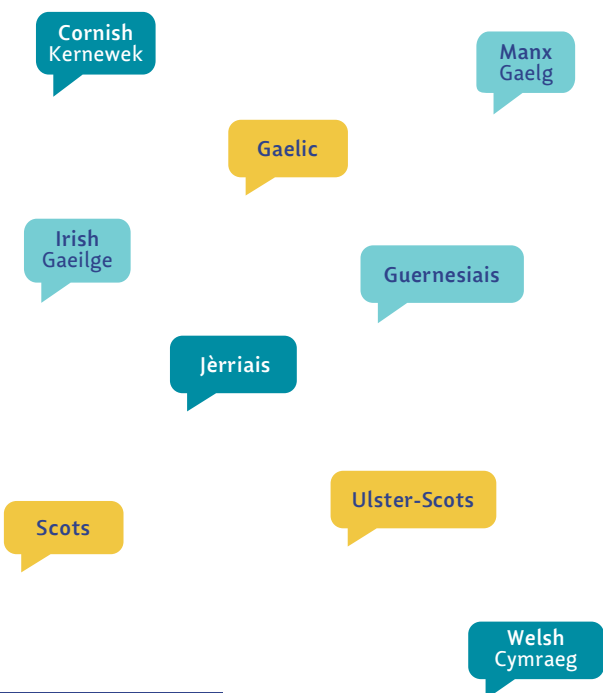 Cornish
Kernewek
Manx
Gaelg
Gaelic
Irish
Gaeilge
Guernesiais
Jèrriais
Ulster-Scots
Scots
Welsh
Cymraeg